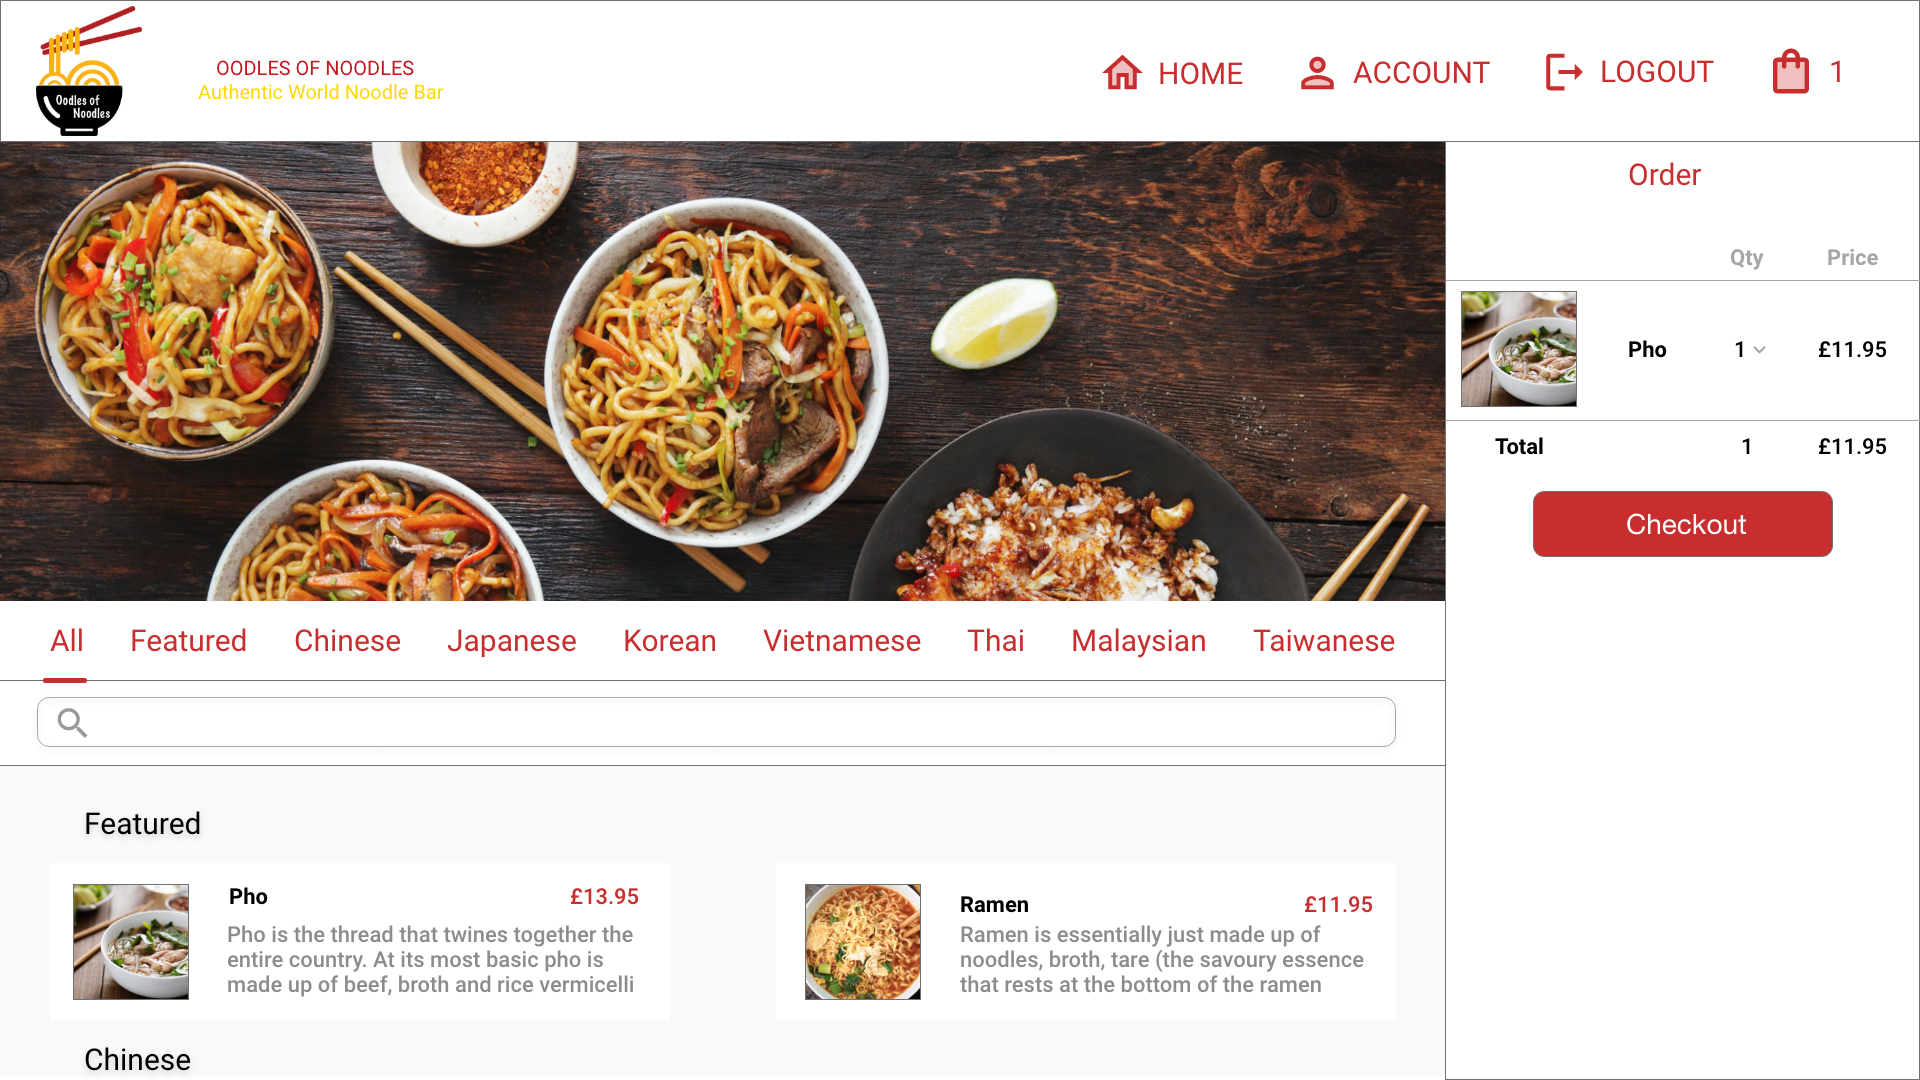 Oodles of
Noodles
OODLES OF NOODLES
Authentic World Noodle Bar
HOME
ACCOUNT
LOGOUT
1
Order
Qty Price
Pho 1 £11.95
Total 1 £11.95
Checkout
All Featured Chinese Japanese Korean Vietnamese Thai Malaysian Taiwanese
Featured
Pho £13.95
Pho is the thread that twines together the
entire country. At its most basic pho is
made up of beef, broth and rice vermicelli
Ramen £11.95
Ramen is essentially just made up of
noodles, broth, tare (the savoury essence
that rests at the bottom of the ramen
Chinese